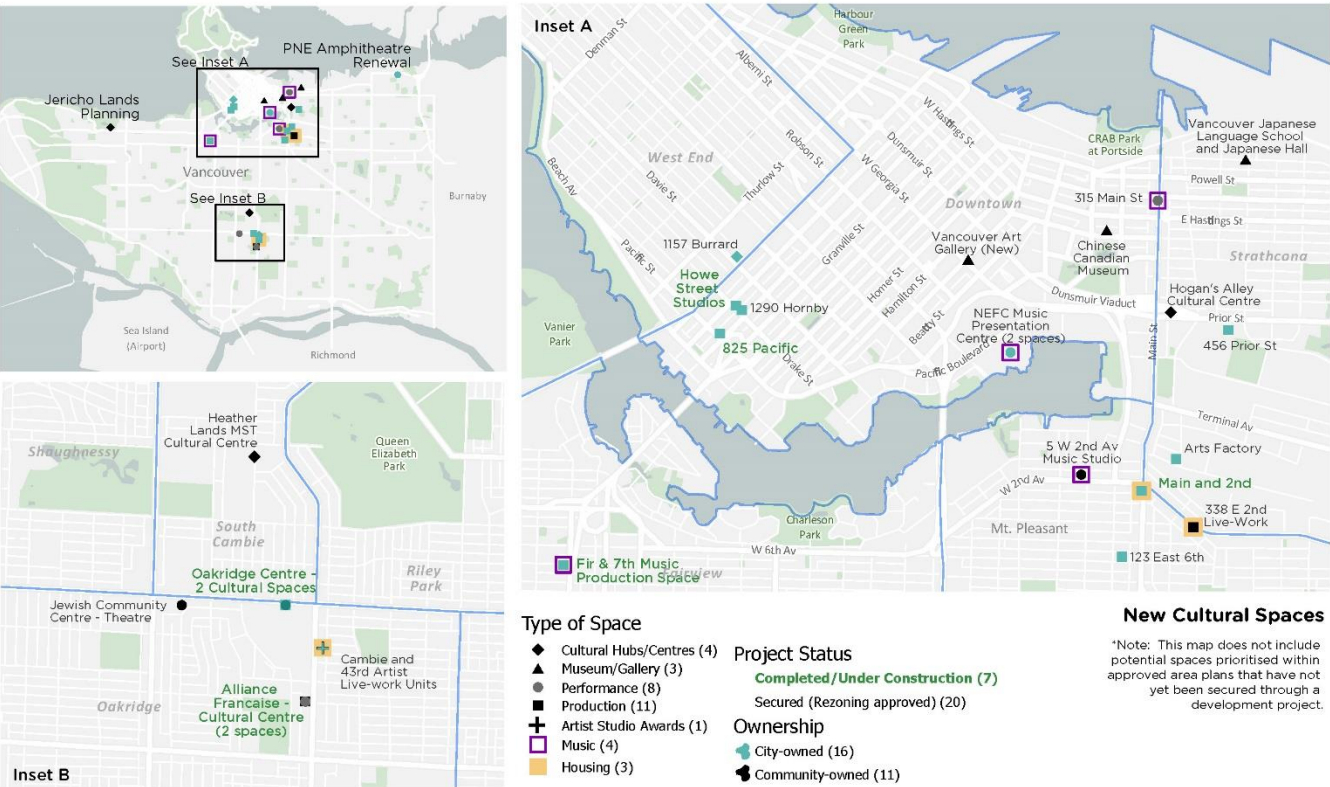 PNE Amphitheatre
Renewal
See Inset A
Jericho Lands
Planning
Vancouver
Burnaby
See Inset B
Sea Island
(Airport)
Richmond
Inset A
Harbour
Green
Park
Denman St
Alberni St
W Hastings St
Dunsmuir St
Robson St
W Georgia St
West End
Davie St
Thurlow St
Beach Av
Downtown
CRAB Park
at Portside
Vancouver Japanese
Language School
and Japanese Hall
Powell St
315 Main St
E Hastings St
Chinese
Canadian
Museum
Strathcona
Pacific St
1157 Burrard
Granville St
Vancouver Art
Gallery (New)
Howe
Street
Studios
1290 Hornby
Homer St
Hamilton St
Beatty St
Dunsmuir Viaduct
Hogan's Alley
Cultural Centre
Prior St
456 Prior St
Main St
NEFC Music
Presentation
Centre (2 spaces)
Pacific Boulevard
Vanier
Park
825 Pacific
Drake St
Terminal Av
5 W 2nd Av
Music Studio
Arts Factory
W 2nd Av
Main and 2nd
338 E 2nd
Live-Work
Mt. Pleasant
Charleson
Park
W 6th Av
123 East 6th
Fir & 7th Music
Production Space
Fairview
Heather
Lands MST
Cultural Centre
Shaughnessy
Queen
Elizabeth
Park
South
Cambie
Oakridge Centre -
2 Cultural Spaces
Riley
Park
Jewish Community
Centre - Theatre
Cambie and
43rd Artist
Live-work Units
Alliance
Francaise -
Cultural Centre
(2 spaces)
Oakridge
Inset B
Type of Space
Cultural Hubs/Centres (4)
Museum/Gallery (3)
Performance (8)
Production (11)
Artist Studio Awards (1)
Music (4)
Housing (3)
Project Status
Completed/Under Construction (7)
Secured (Rezoning approved) (20)
Ownership
City-owned (16)
Community-owned (11)
New Cultural Spaces
*Note: This map does not include
potential spaces prioritised within
approved area plans that have not
yet been secured through a
development project.